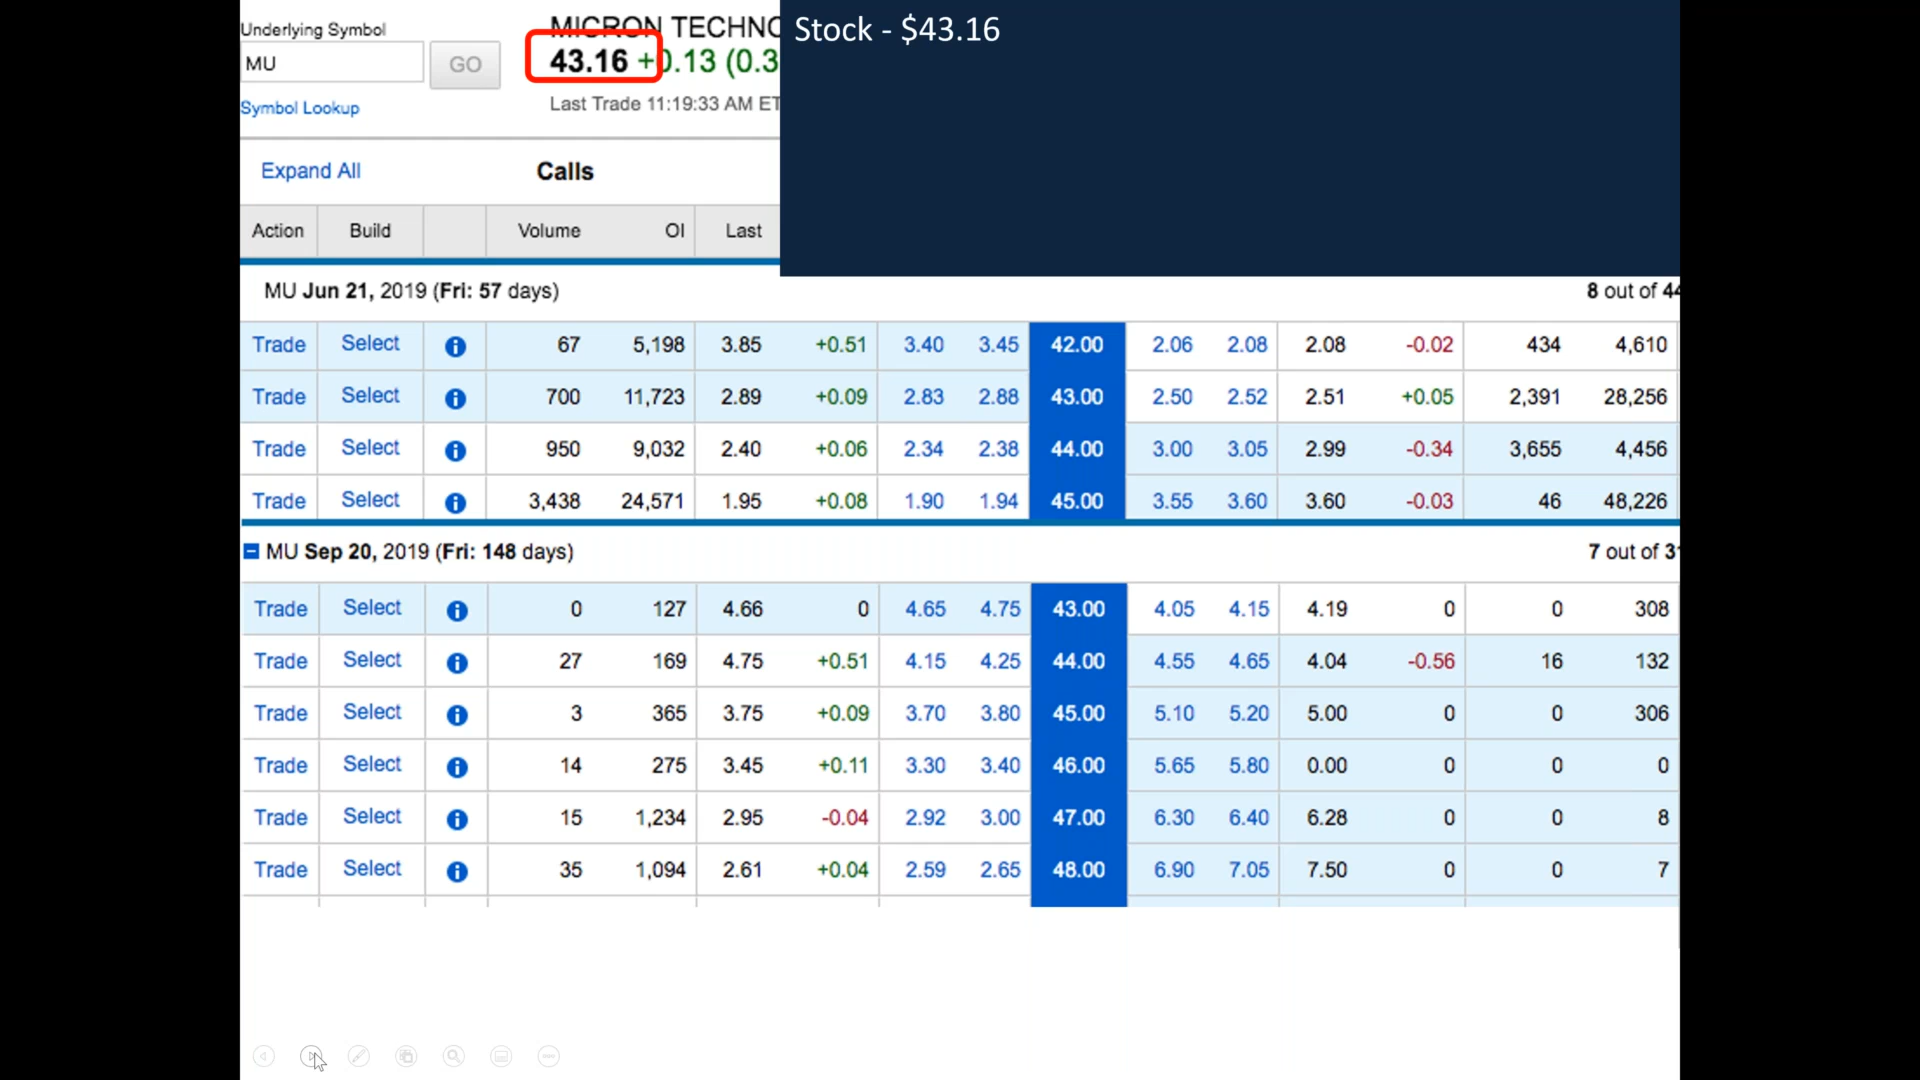 Underlying Symbol
MU
GO
Symbol Lookup
MICRON TECHNO
43.16 +0.13 (0.3
Last Trade 11:19:33 AM ET
Stock - $43.16
Expand All
Calls
Action Build Volume OI Last
MU Jun 21, 2019 (Fri: 57 days) 8 out of 44
Trade Select i 67 5,198 3.85 +0.51 3.40 3.45 42.00 2.06 2.08 2.08 -0.02 434 4,610
Trade Select i 700 11,723 2.89 +0.09 2.83 2.88 43.00 2.50 2.52 2.51 +0.05 2,391 28,256
Trade Select i 950 9,032 2.40 +0.06 2.34 2.38 44.00 3.00 3.05 2.99 -0.34 3,655 4,456
Trade Select i 3,438 24,571 1.95 +0.08 1.90 1.94 45.00 3.55 3.60 3.60 -0.03 46 48,226
MU Sep 20, 2019 (Fri: 148 days) 7 out of 31
Trade Select i 0 127 4.66 0 4.65 4.75 43.00 4.05 4.15 4.19 0 0 308
Trade Select i 27 169 4.75 +0.51 4.15 4.25 44.00 4.55 4.65 4.04 -0.56 16 132
Trade Select i 3 365 3.75 +0.09 3.70 3.80 45.00 5.10 5.20 5.00 0 0 306
Trade Select i 14 275 3.45 +0.11 3.30 3.40 46.00 5.65 5.80 0.00 0 0 0
Trade Select i 15 1,234 2.95 -0.04 2.92 3.00 47.00 6.30 6.40 6.28 0 0 8
Trade Select i 35 1,094 2.61 +0.04 2.59 2.65 48.00 6.90 7.05 7.50 0 0 7